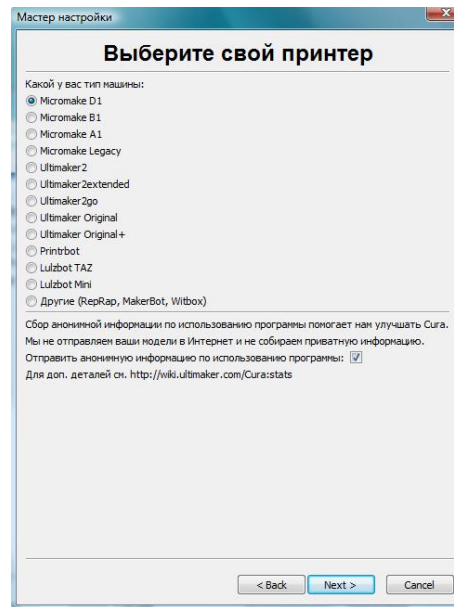 Мастер настройки
Выберите свой принтер
Какой у вас тип машины:
Micromake D1
Micromake B1
Micromake A1
Micromake Legacy
Ultimaker2
Ultimaker2extended
Ultimaker2go
Ultimaker Original
Ultimaker Original+
Printrbot
Lulzbot TAZ
Lulzbot Mini
Другие (RepRap, MakerBot, Witbox)
Сбор анонимной информации по использованию программы помогает нам улучшать Cura.
Мы не отправляем ваши модели в Интернет и не собираем приватную информацию.
Отправить анонимную информацию по использованию программы:
Для доп. деталей см. http://wiki.ultimaker.com/Cura:stats
< Back Next > Cancel